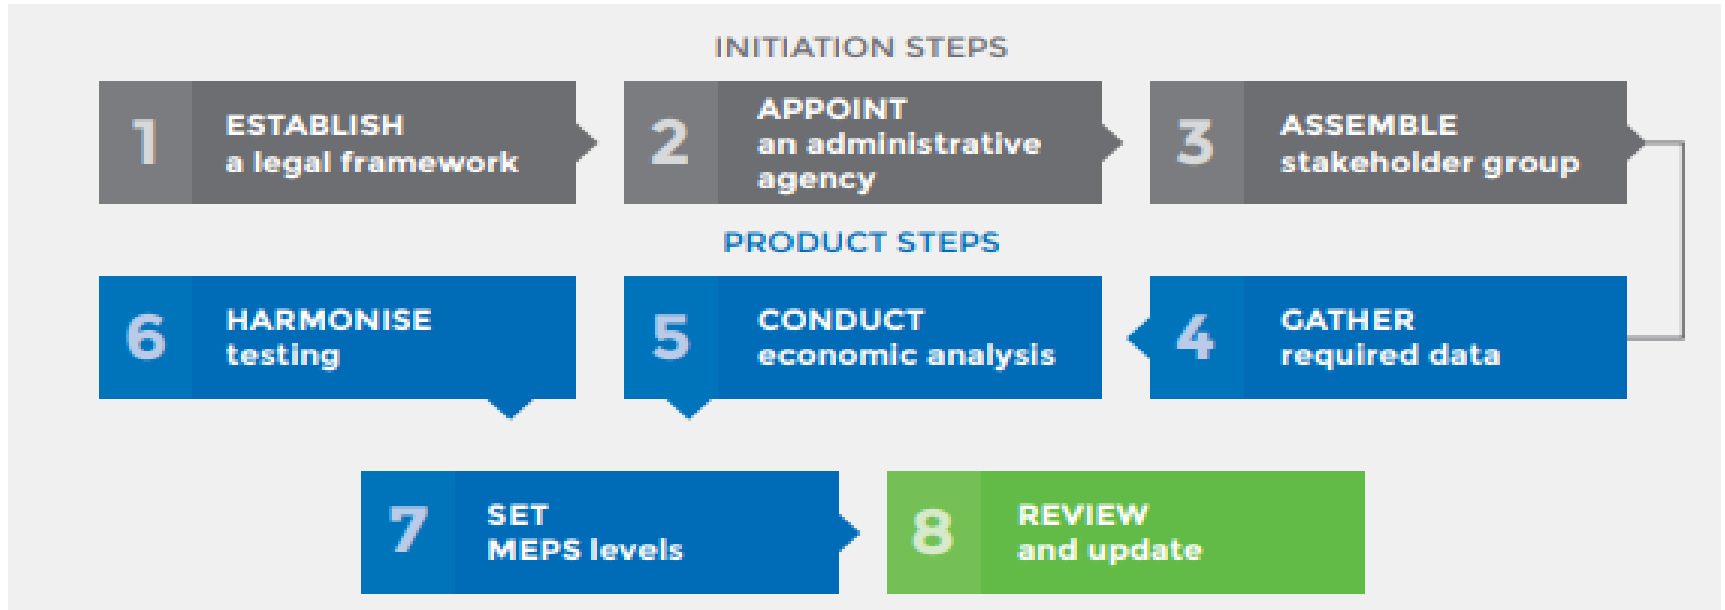 INITIATION STEPS
1
ESTABLISH
a legal framework
2
APPOINT
an administrative
agency
3
ASSEMBLE
stakeholder group
PRODUCT STEPS
6
HARMONISE
testing
5
CONDUCT
economic analysis
4
GATHER
required data
7
SET
MEPS levels
8
REVIEW
and update